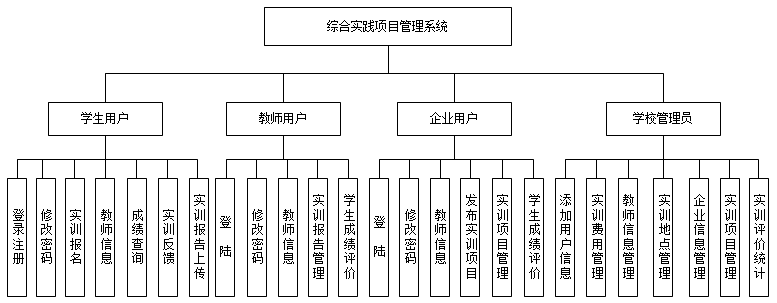 综合实践项目管理系统
学生用户
教师用户
企业用户
学校管理员
登录注册
修改密码
实训报名
教师信息
成绩查询
实训反馈
实训报告上传
登陆
修改密码
教师信息
实训报告管理
学生成绩评价
登陆
修改密码
教师信息
发布实训项目
实训项目管理
学生成绩评价
添加用户信息
实训费用管理
教师信息管理
实训地点管理
企业信息管理
实训项目管理
实训评价统计